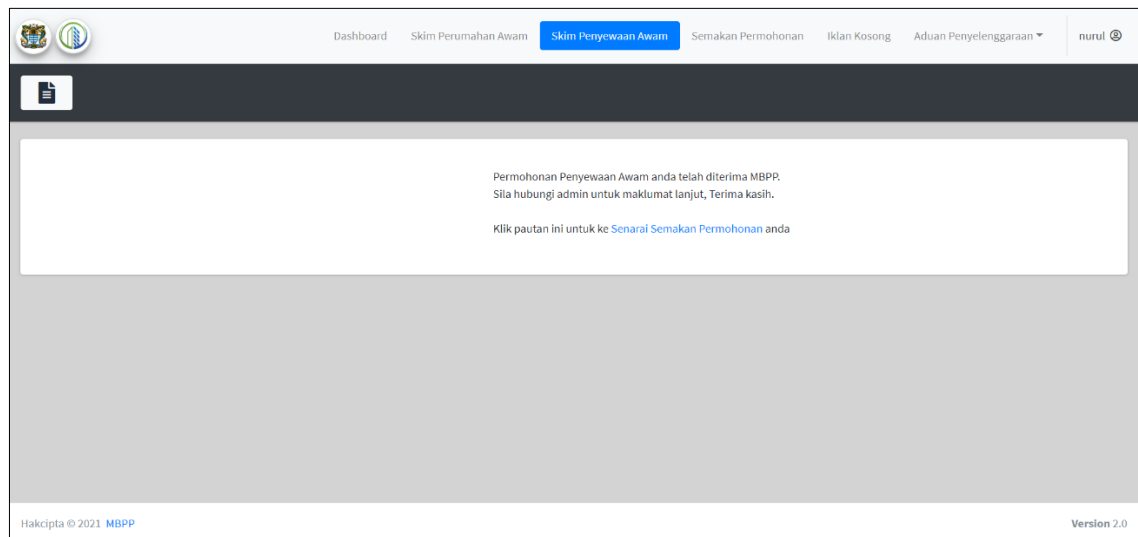 Dashboard Skim Perumahan Awam Skim Penyewaan Awam Semakan Permohonan Iklan Kosong Aduan Penyelenggaraan nurul
Permohonan Penyewaan Awam anda telah diterima MBPP.
Sila hubungi admin untuk maklumat lanjut, Terima kasih.
Klik pautan ini untuk ke Senarai Semakan Permohonan anda
Hakcipta © 2021 MBPP Version 2.0